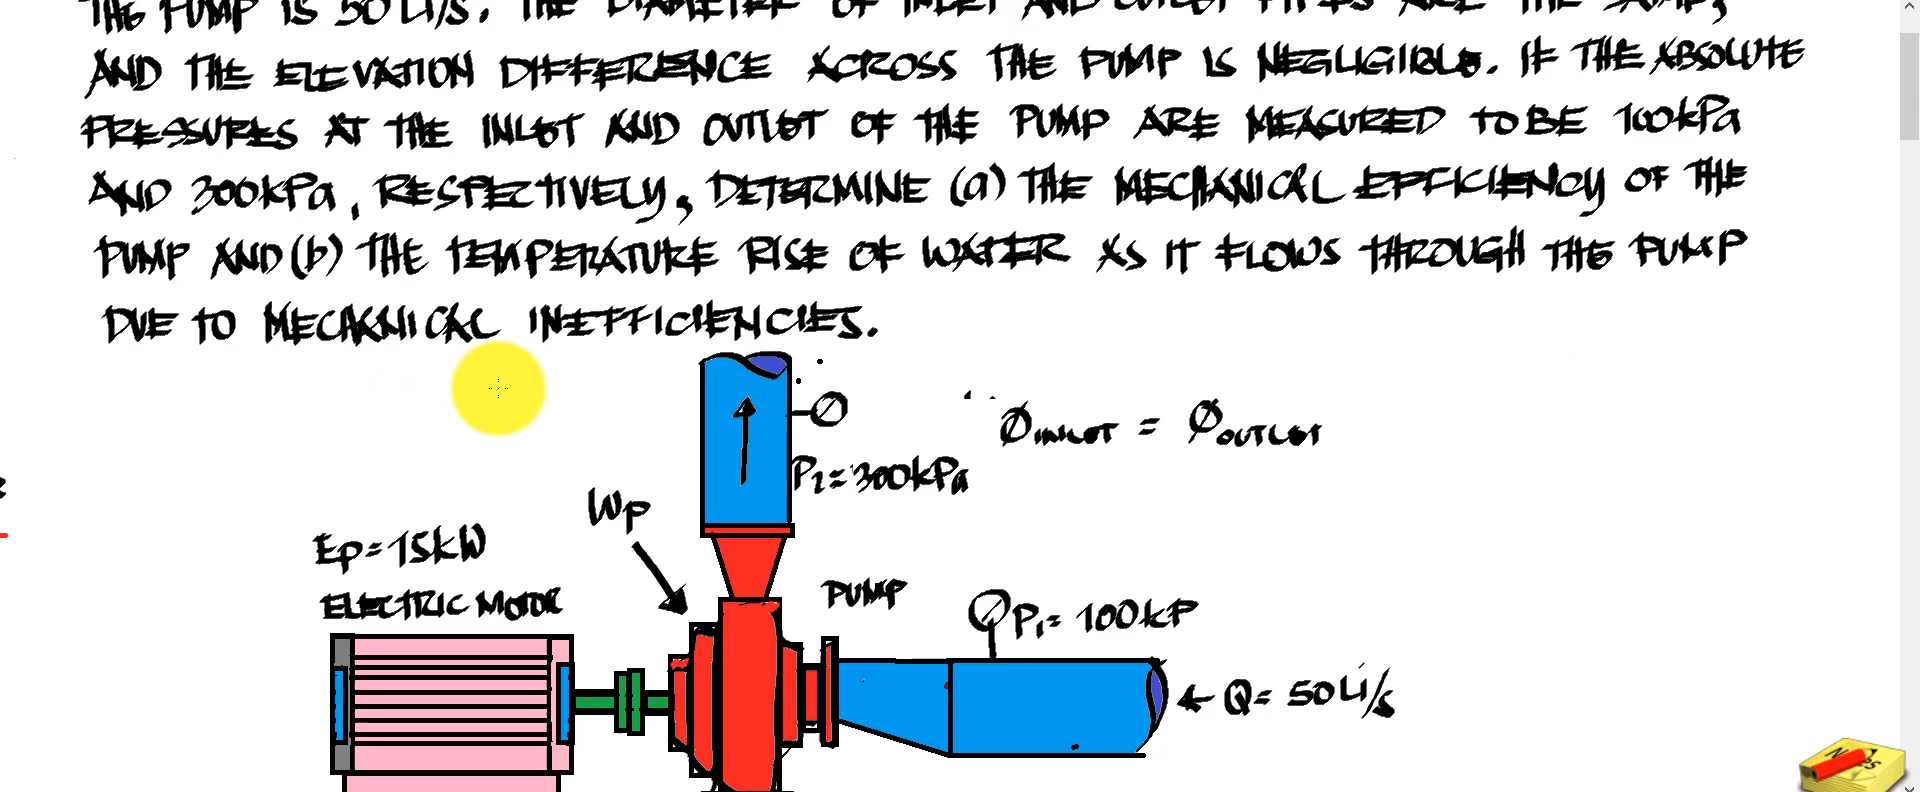 THE PUMP IS 50 Li/S. THE DIAMETER OF INLET AND OUTLET PIPES ARE THE SAME,
AND THE ELEVATION DIFFERENCE ACROSS THE PUMP IS NEGLIGIBLE. IF THE ABSOLUTE
PRESSURES AT THE INLET AND OUTLET OF THE PUMP ARE MEASURED TO BE 100kPa
AND 300kPa, RESPECTIVELY, DETERMINE (a) THE MECHANICAL EFFICIENCY OF THE
PUMP AND (b) THE TEMPERATURE RISE OF WATER AS IT FLOWS THROUGH THE PUMP
DUE TO MECHANICAL INEFFICIENCIES.
Ø INLET = Ø OUTLET
P2 = 300kPa
WP
EP = 15kW
ELECTRIC MOTOR
PUMP
P1 = 100kP
Q = 50 Li/S